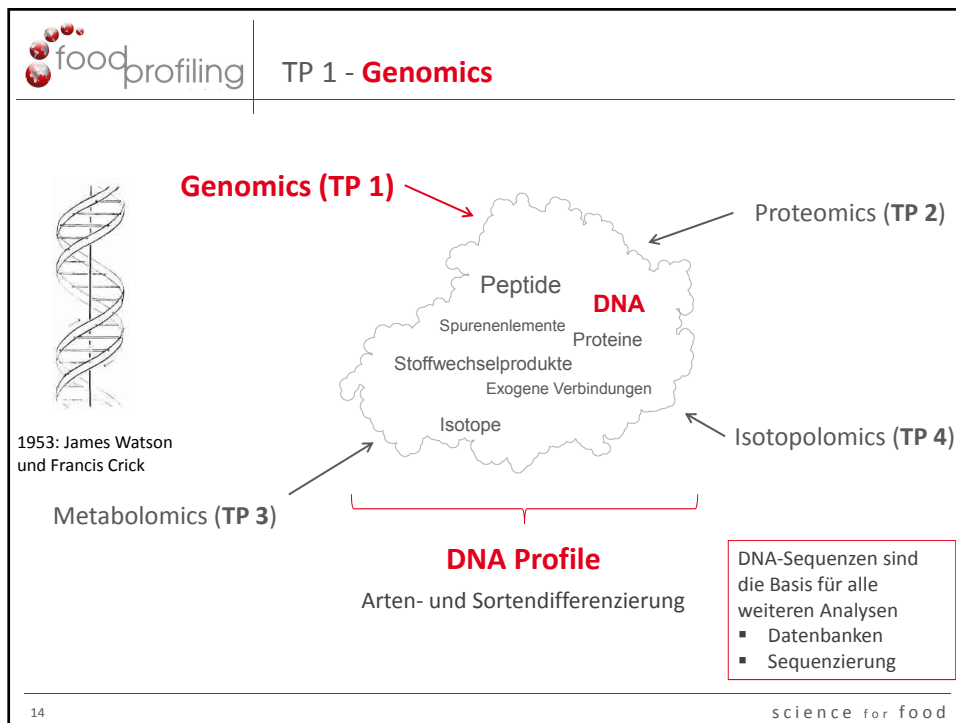 foodprofiling
TP 1 - Genomics
Genomics (TP 1)
Proteomics (TP 2)
Peptide
DNA
Spurenenlemente
Proteine
Stoffwechselprodukte
Exogene Verbindungen
Isotope
1953: James Watson
und Francis Crick
Isotopolomics (TP 4)
Metabolomics (TP 3)
DNA Profile
Arten- und Sortendifferenzierung
DNA-Sequenzen sind
die Basis für alle
weiteren Analysen
▪ Datenbanken
▪ Sequenzierung
14
science for food